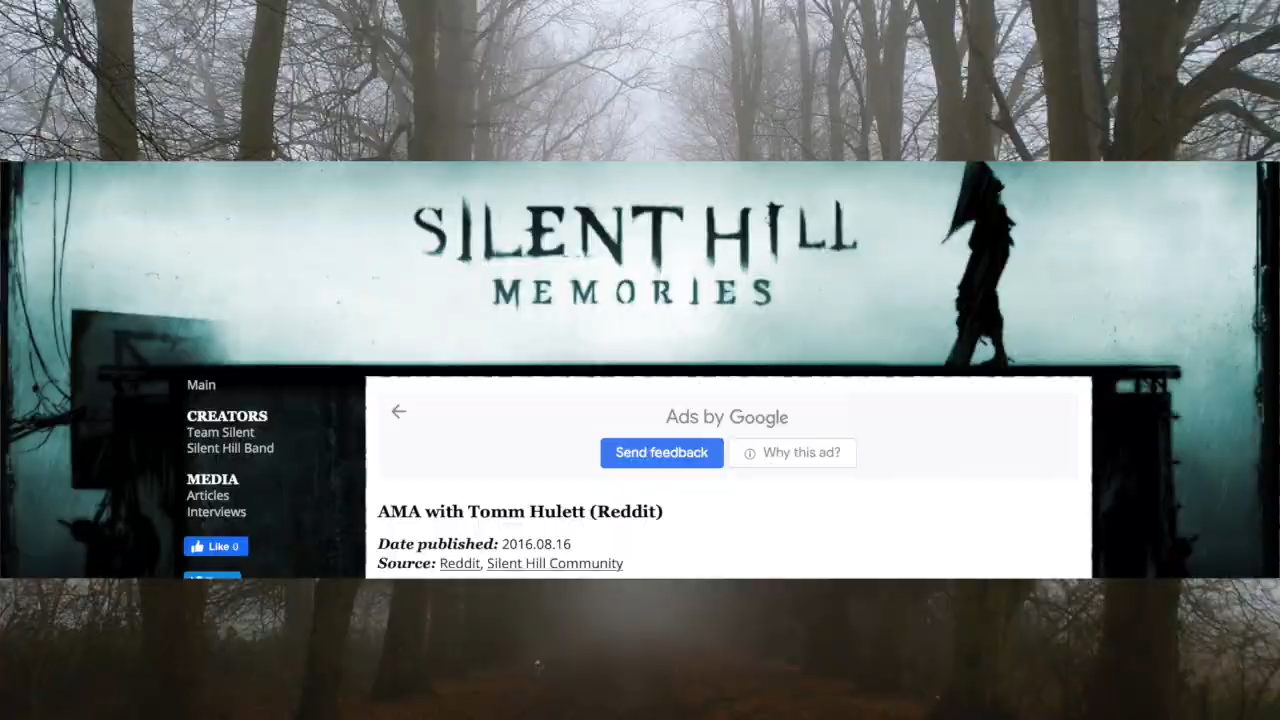 SILENT HILL
MEMORIES
Main
CREATORS
Team Silent
Silent Hill Band
MEDIA
Articles
Interviews
Like 0
Ads by Google
Send feedback
Why this ad?
AMA with Tomm Hulett (Reddit)
Date published: 2016.08.16
Source: Reddit, Silent Hill Community